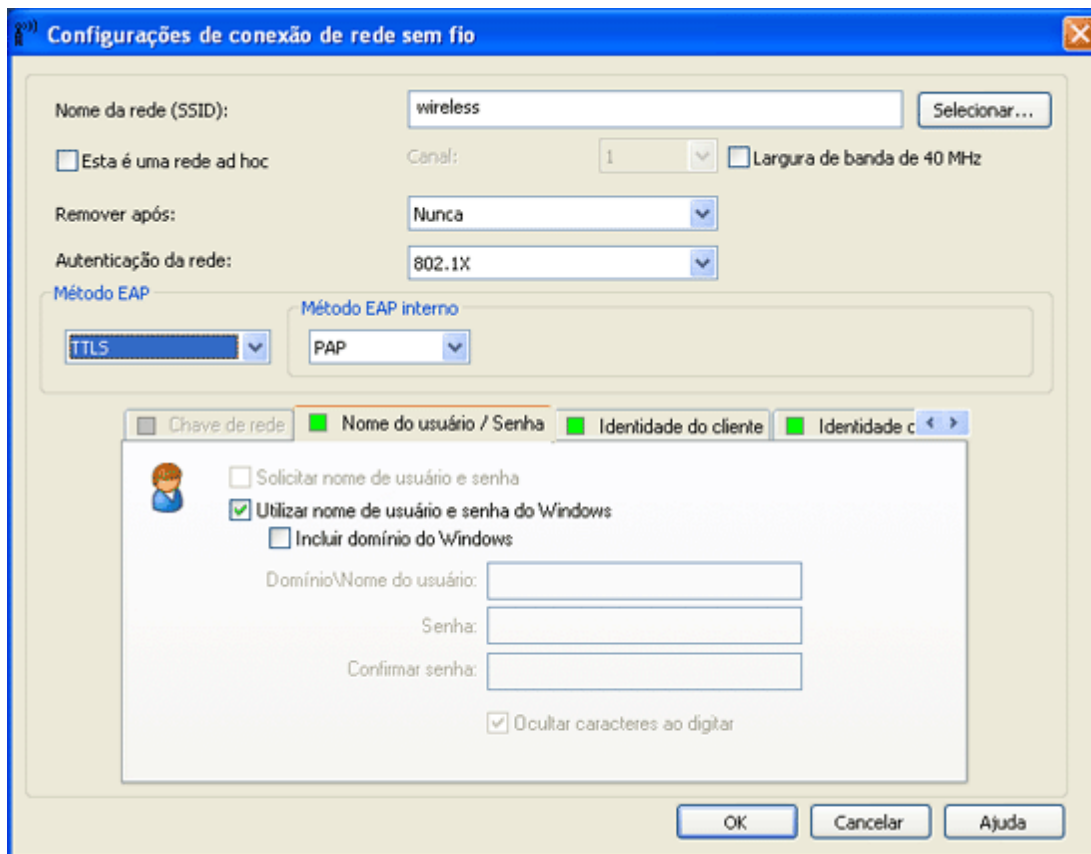 Configurações de conexão de rede sem fio
Nome da rede (SSID): wireless Selecionar...
Esta é uma rede ad hoc Canal: 1 Largura de banda de 40 MHz
Remover após: Nunca
Autenticação da rede: 802.1X
Método EAP
Método EAP interno
TTLS PAP
Chave de rede Nome do usuário / Senha Identidade do cliente Identidade c
Solicitar nome de usuário e senha
Utilizar nome de usuário e senha do Windows
Incluir domínio do Windows
Domínio\Nome do usuário:
Senha:
Confirmar senha:
Ocultar caracteres ao digitar
OK Cancelar Ajuda